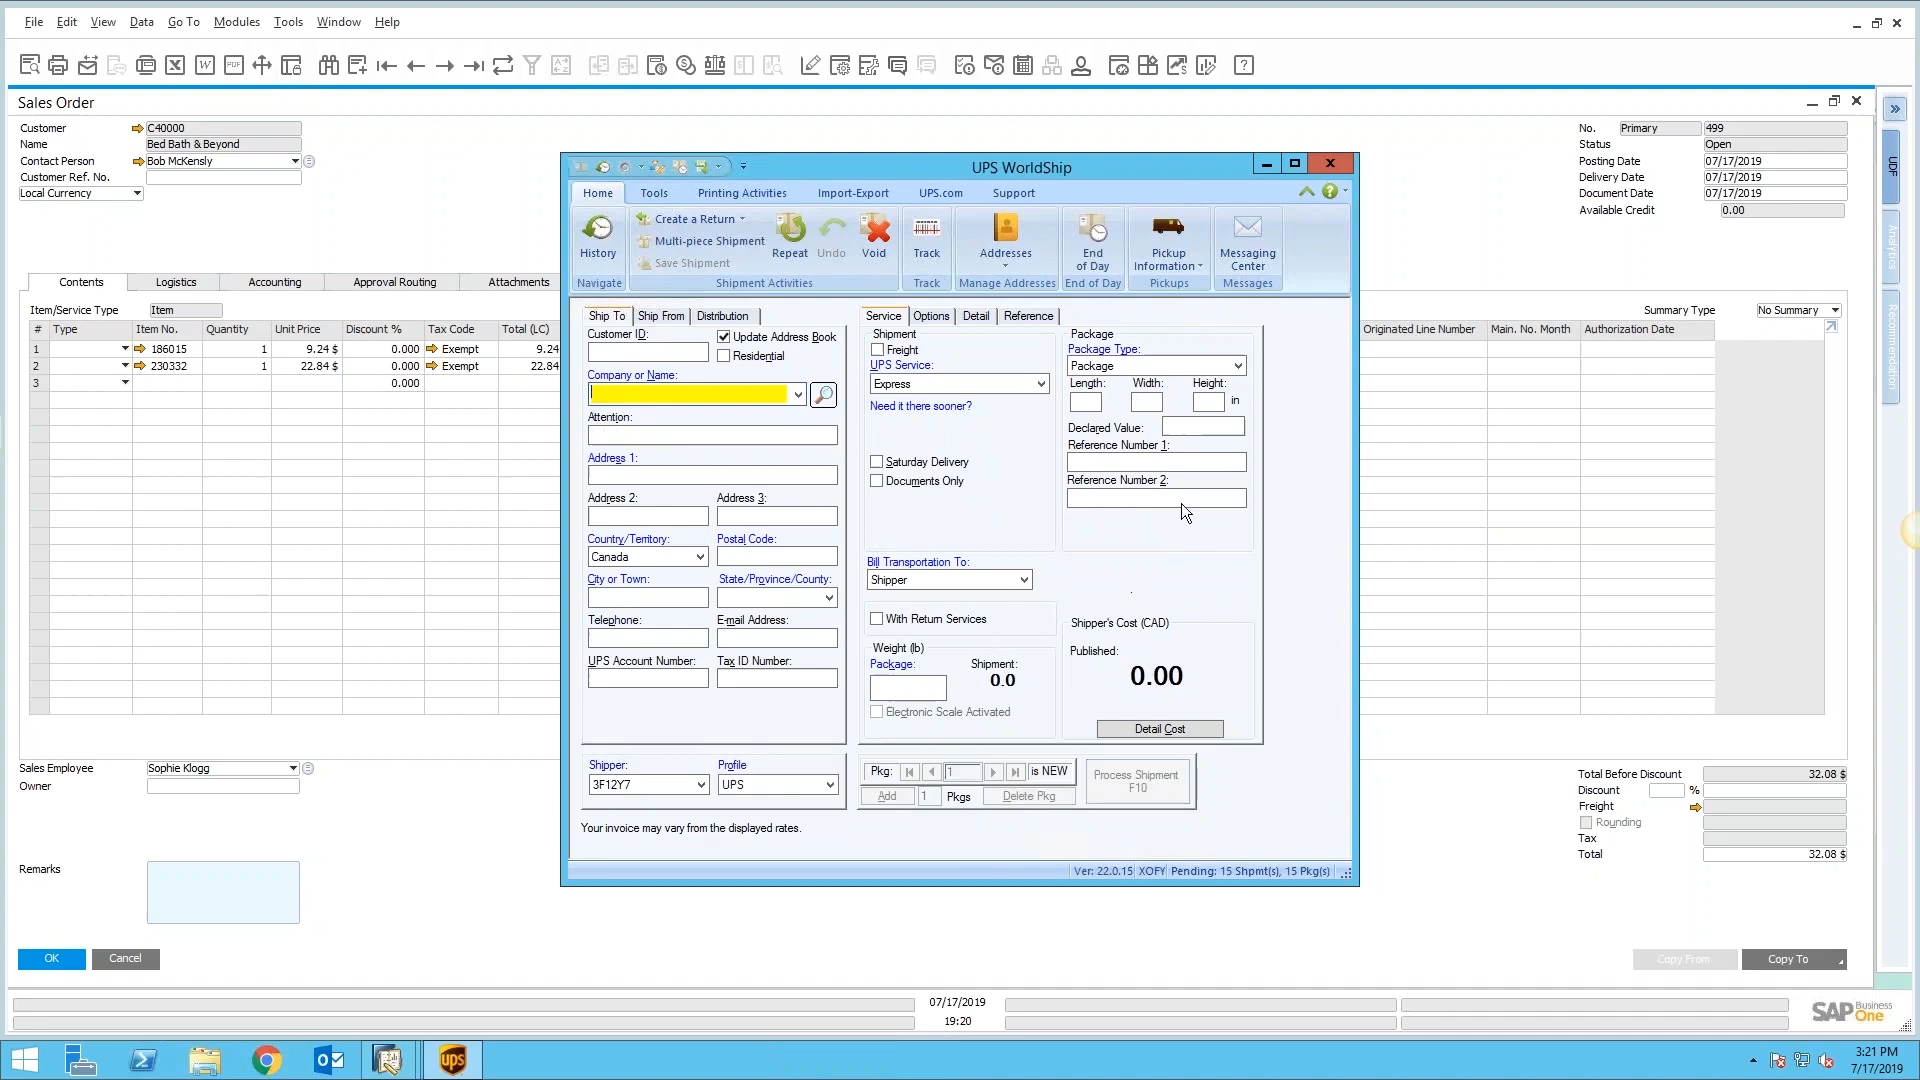 File Edit View Data Go To Modules Tools Window Help
Sales Order
Customer C40000
Name Bed Bath & Beyond
Contact Person Bob McKensly
Customer Ref. No.
Local Currency
No. Primary 499
Status Open
Posting Date 07/17/2019
Delivery Date 07/17/2019
Document Date 07/17/2019
Available Credit 0.00
UDF
Analytics
Recommendation
Contents Logistics Accounting Approval Routing Attachments
Item/Service Type Item
Summary Type No Summary
# Type Item No. Quantity Unit Price Discount % Tax Code Total (LC)
Originated Line Number Main. No. Month Authorization Date
1 186015 1 9.24 $ 0.000 Exempt 9.24
2 230332 1 22.84 $ 0.000 Exempt 22.84
3 0.000
UPS WorldShip
Home Tools Printing Activities Import-Export UPS.com Support
History
Create a Return
Multi-piece Shipment
Save Shipment
Repeat Undo Void
Track
Addresses
End of Day
Pickup Information
Messaging Center
Navigate Shipment Activities Track Manage Addresses End of Day Pickups Messages
Ship To Ship From Distribution
Customer ID:
Update Address Book
Residential
Company or Name:
Attention:
Address 1:
Address 2: Address 3:
Country/Territory: Postal Code:
Canada
City or Town: State/Province/County:
Telephone: E-mail Address:
UPS Account Number: Tax ID Number:
Shipper: Profile
3F12Y7 UPS
Your invoice may vary from the displayed rates.
Service Options Detail Reference
Shipment
Freight
UPS Service:
Express
Need it there sooner?
Saturday Delivery
Documents Only
Package
Package Type:
Package
Length: Width: Height:
in
Declared Value:
Reference Number 1:
Reference Number 2:
Bill Transportation To:
Shipper
With Return Services
Weight (lb)
Package: Shipment:
0.0
Electronic Scale Activated
Shipper's Cost (CAD)
Published:
0.00
Detail Cost
Pkg: 1 is NEW
Add 1 Pkgs Delete Pkg
Process Shipment
F10
Ver: 22.0.15 XOFY Pending: 15 Shpmt(s), 15 Pkg(s)
Sales Employee Sophie Klogg
Owner
Remarks
Total Before Discount 32.08 $
Discount %
Freight
Rounding
Tax
Total 32.08 $
OK Cancel
Copy From Copy To
07/17/2019
19:20
SAP Business One
ups
3:21 PM
7/17/2019